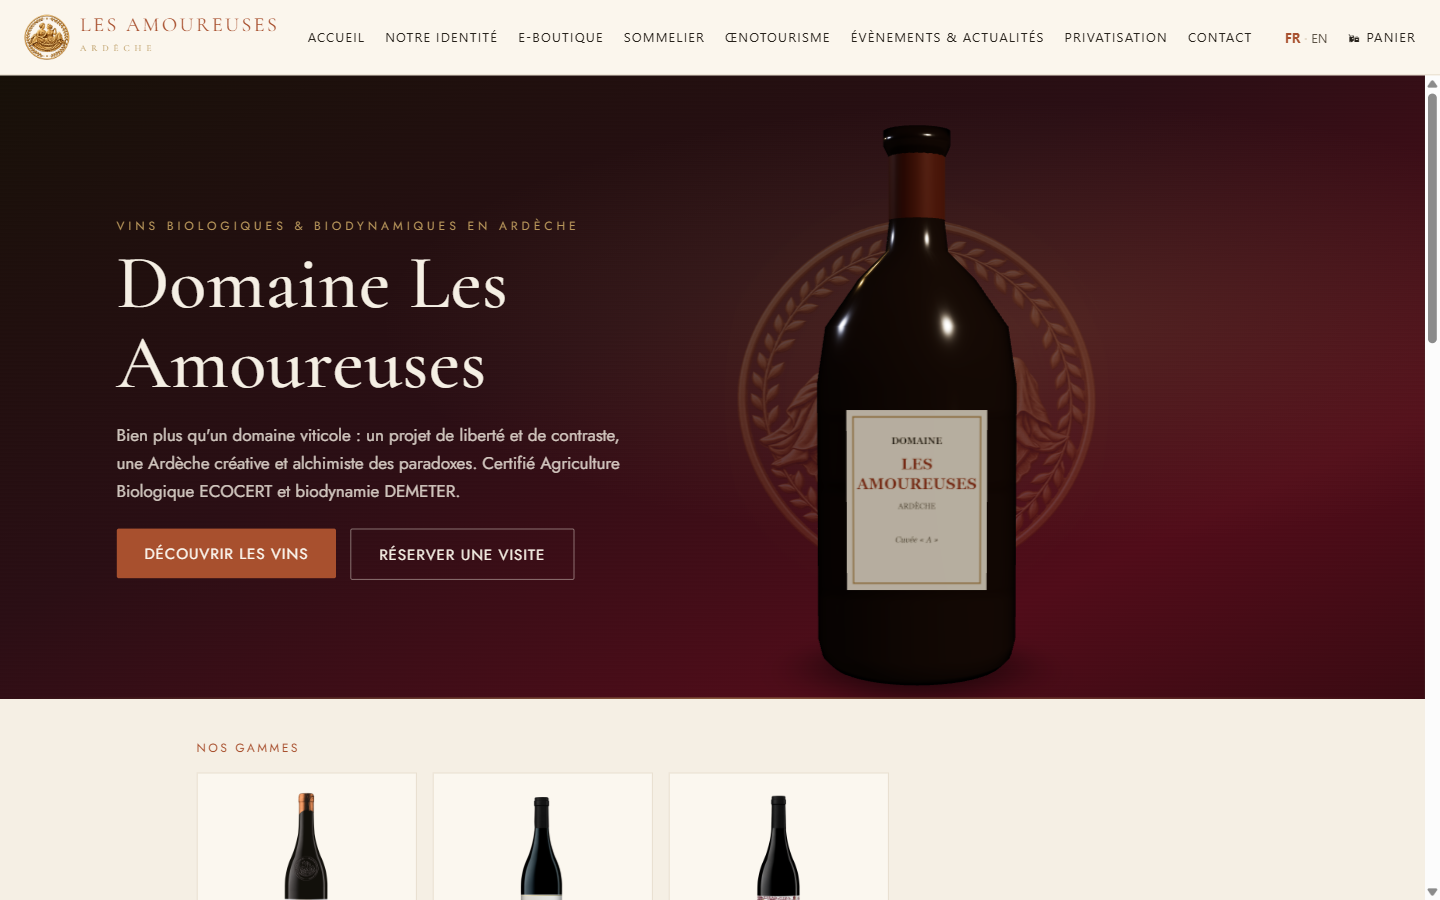 LES AMOUREUSES
ARDÈCHE
ACCUEIL
NOTRE IDENTITÉ
E-BOUTIQUE
SOMMELIER
ŒNOTOURISME
ÉVÈNEMENTS & ACTUALITÉS
PRIVATISATION
CONTACT
FR · EN
PANIER
VINS BIOLOGIQUES & BIODYNAMIQUES EN ARDÈCHE
Domaine Les
Amoureuses
Bien plus qu'un domaine viticole : un projet de liberté et de contraste,
une Ardèche créative et alchimiste des paradoxes. Certifié Agriculture
Biologique ECOCERT et biodynamie DEMETER.
DÉCOUVRIR LES VINS
RÉSERVER UNE VISITE
DOMAINE
LES
AMOUREUSES
ARDÈCHE
Cuvée « A »
NOS GAMMES